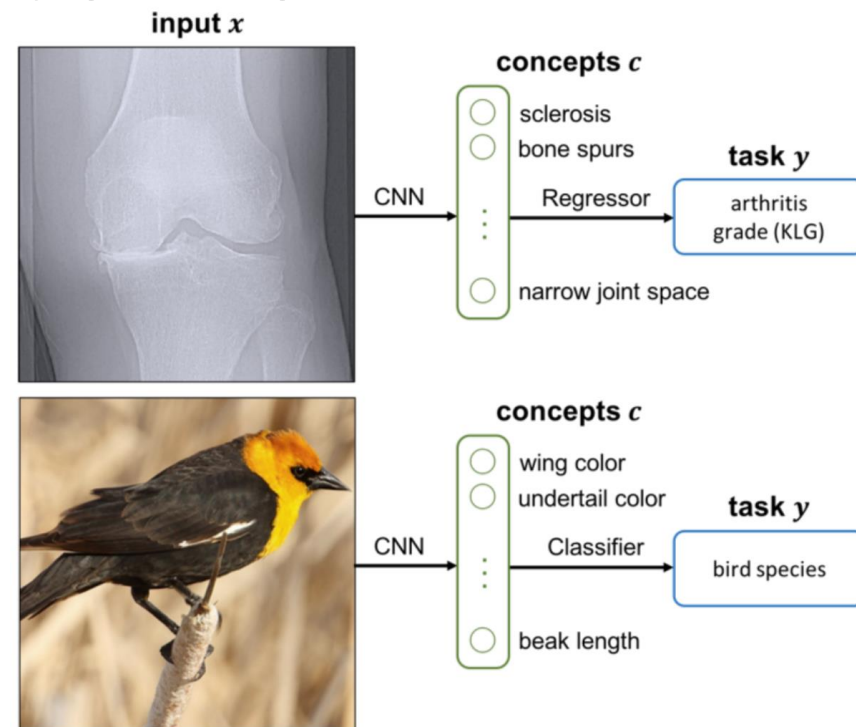 input x
concepts c
sclerosis
bone spurs
narrow joint space
CNN
Regressor
task y
arthritis
grade (KLG)
concepts c
wing color
undertail color
beak length
CNN
Classifier
task y
bird species